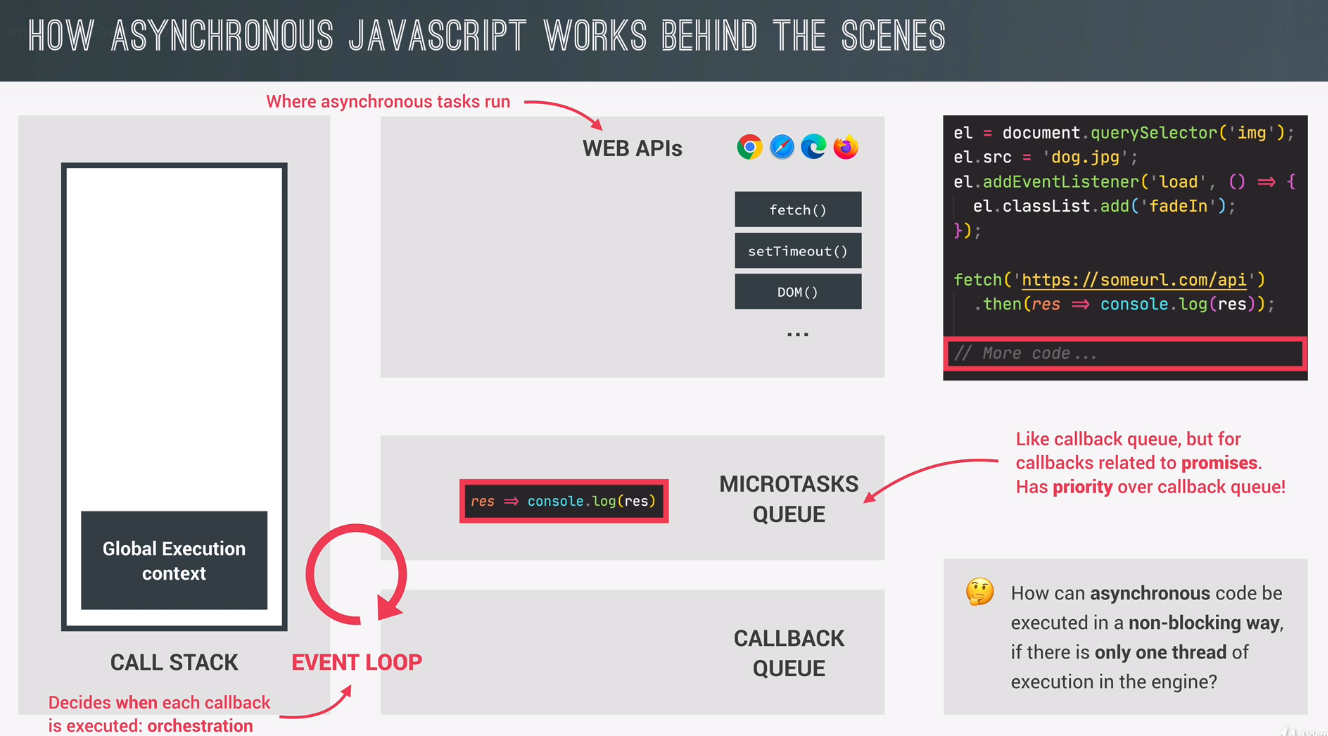 HOW ASYNCHRONOUS JAVASCRIPT WORKS BEHIND THE SCENES
Where asynchronous tasks run
WEB APIs
fetch()
setTimeout()
DOM()
...
el = document.querySelector('img');
el.src = 'dog.jpg';
el.addEventListener('load', () => {
el.classList.add('fadeIn');
});
fetch('https://someurl.com/api')
.then(res => console.log(res));
// More code...
Global Execution
context
CALL STACK
EVENT LOOP
Decides when each callback
is executed: orchestration
res => console.log(res)
MICROTASKS
QUEUE
Like callback queue, but for
callbacks related to promises.
Has priority over callback queue!
CALLBACK
QUEUE
How can asynchronous code be
executed in a non-blocking way,
if there is only one thread of
execution in the engine?